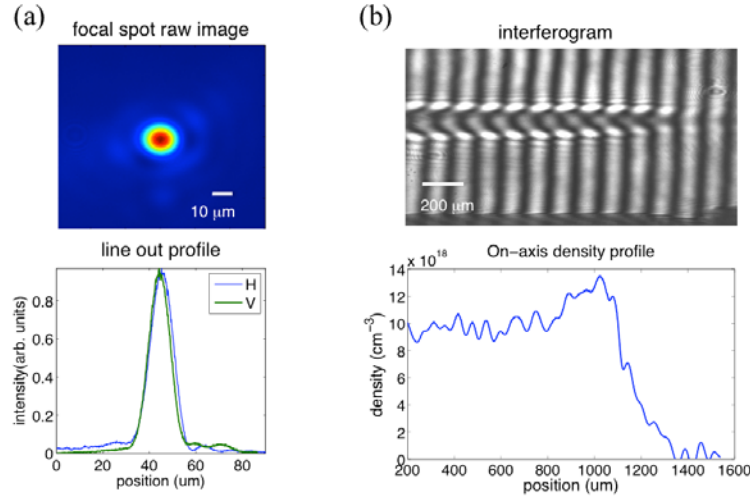 (a)
focal spot raw image
10 μm
line out profile
H
V
intensity(arb. units)
0.8
0.6
0.4
0.2
0
0 20 40 60 80
position (um)
(b)
interferogram
200 μm
On-axis density profile
x 10¹⁸
14
12
10
8
6
4
2
0
density (cm⁻³)
200 400 600 800 1000 1200 1400 1600
position (um)